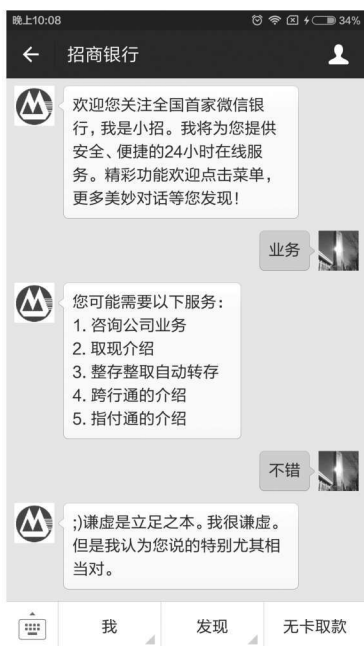 晚上10:08
34%
招商银行
欢迎您关注全国首家微信银
行，我是小招。我将为您提供
安全、便捷的24小时在线服
务。精彩功能欢迎点击菜单，
更多美妙对话等您发现！
业务
您可能需要以下服务：
1. 咨询公司业务
2. 取现介绍
3. 整存整取自动转存
4. 跨行通的介绍
5. 指付通的介绍
不错
;)谦虚是立足之本。我很谦虚。
但是我认为您说的特别尤其相
当对。
我
发现
无卡取款